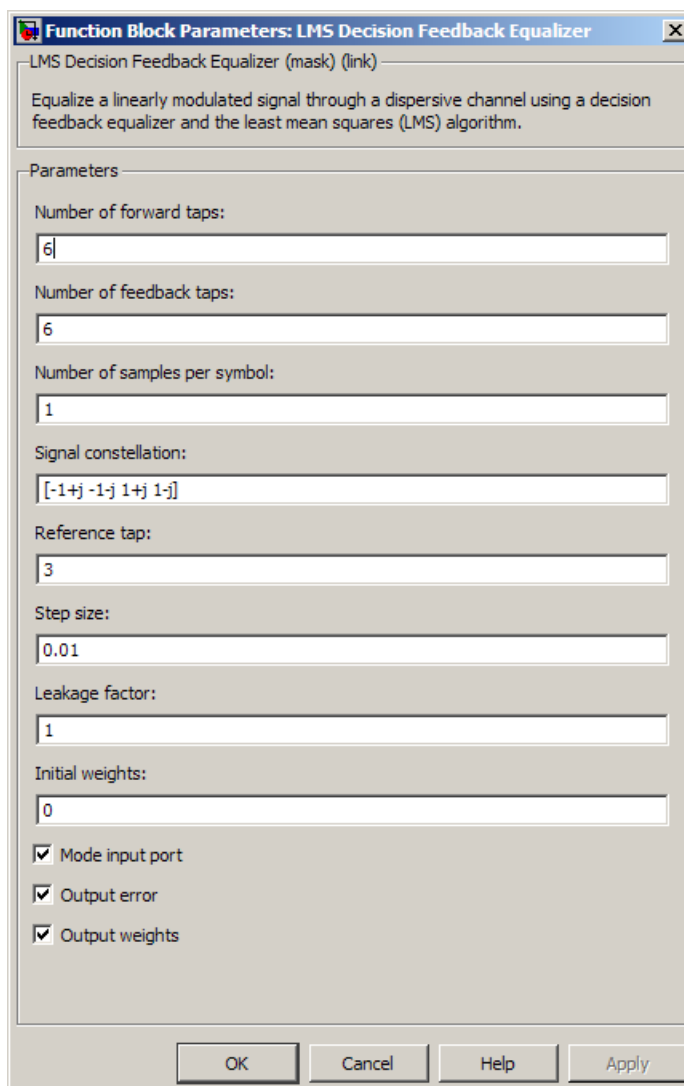 Function Block Parameters: LMS Decision Feedback Equalizer
LMS Decision Feedback Equalizer (mask) (link)
Equalize a linearly modulated signal through a dispersive channel using a decision
feedback equalizer and the least mean squares (LMS) algorithm.
Parameters
Number of forward taps:
6
Number of feedback taps:
6
Number of samples per symbol:
1
Signal constellation:
[-1+j -1-j 1+j 1-j]
Reference tap:
3
Step size:
0.01
Leakage factor:
1
Initial weights:
0
Mode input port
Output error
Output weights
OK Cancel Help Apply